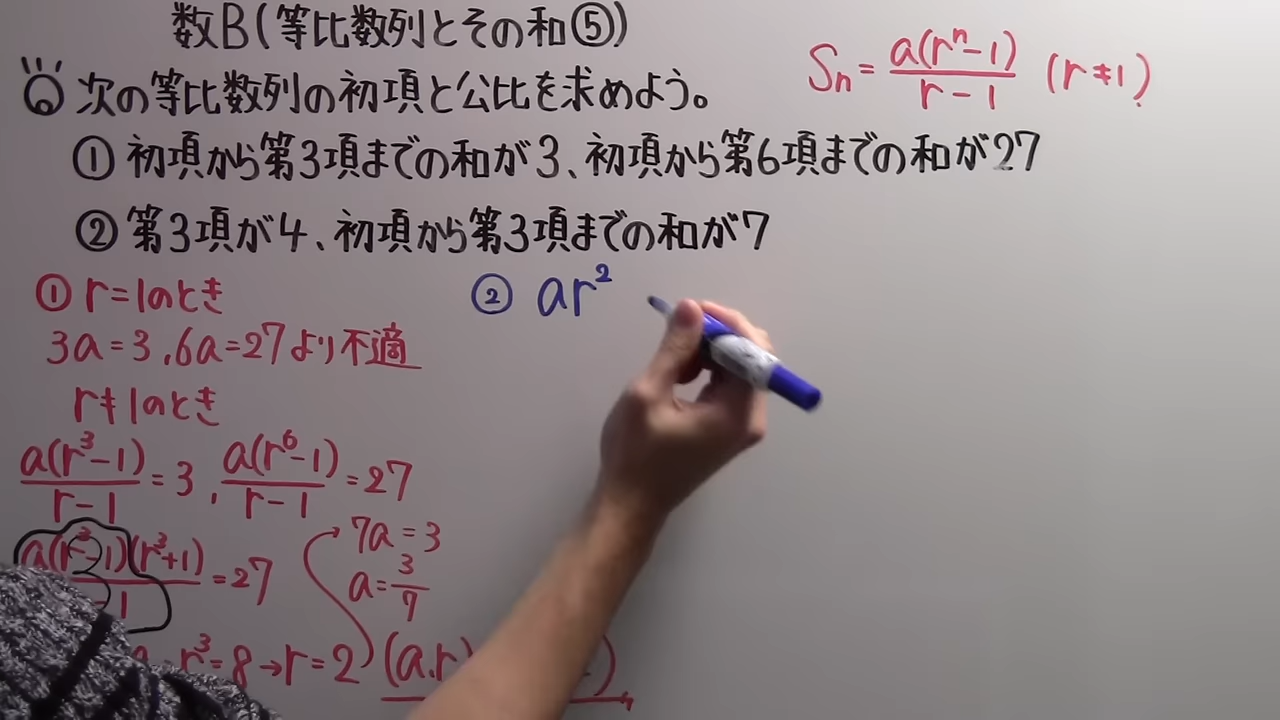 数B(等比数列とその和⑤)
Sn = a(rⁿ-1) / r-1 (r≠1)
次の等比数列の初項と公比を求めよう。
① 初項から第3項までの和が3、初項から第6項までの和が27
② 第3項が4、初項から第3項までの和が7
① r=1のとき
3a=3, 6a=27より不適
r≠1のとき
a(r³-1) / r-1 = 3, a(r⁶-1) / r-1 = 27
a(r³-1)(r³+1) / -1 = 27
r³=8→r=2
7a=3
a=3/7
(a,r)
② ar²